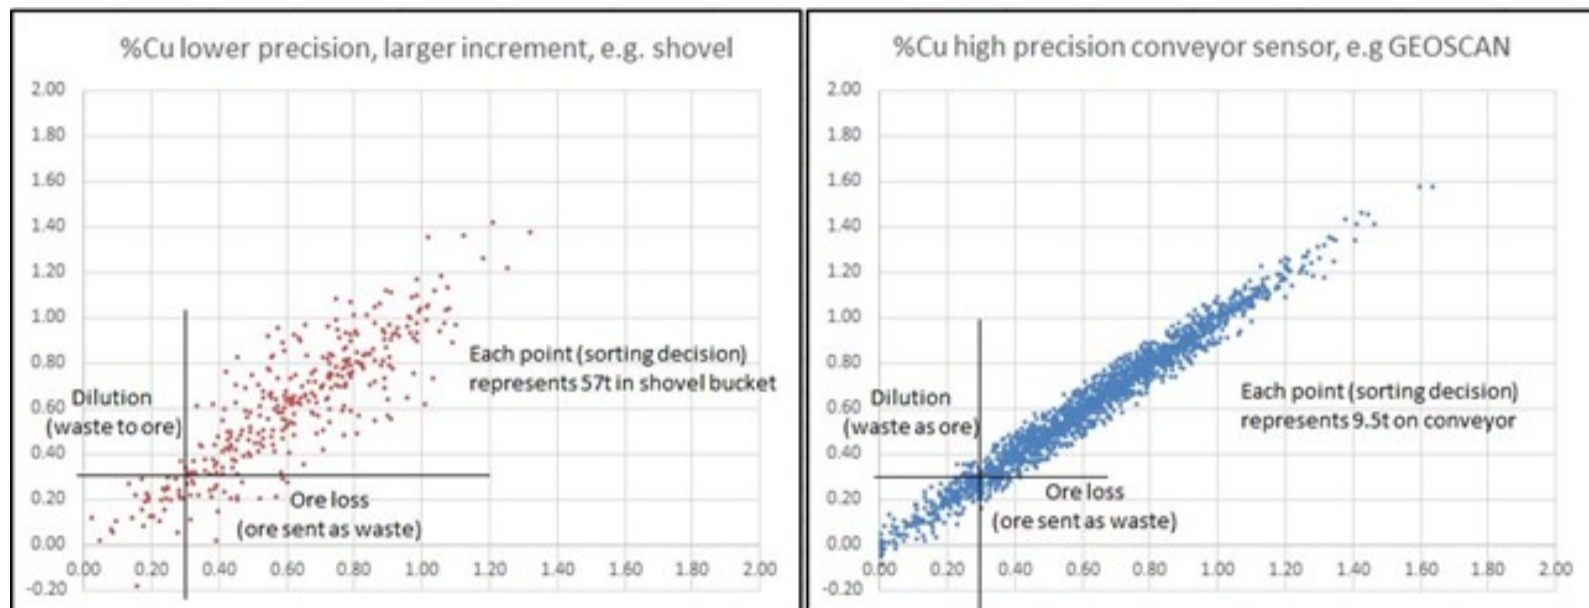 %Cu lower precision, larger increment, e.g. shovel
2.00
1.80
1.60
1.40
1.20
1.00
0.80
0.60
0.40
0.20
0.00
-0.20
0.00 0.20 0.40 0.60 0.80 1.00 1.20 1.40 1.60 1.80 2.00
Each point (sorting decision)
represents 57t in shovel bucket
Dilution
(waste to ore)
Ore loss
(ore sent as waste)
%Cu high precision conveyor sensor, e.g GEOSCAN
2.00
1.80
1.60
1.40
1.20
1.00
0.80
0.60
0.40
0.20
0.00
-0.20
0.00 0.20 0.40 0.60 0.80 1.00 1.20 1.40 1.60 1.80 2.00
Dilution
(waste as ore)
Each point (sorting decision)
represents 9.5t on conveyor
Ore loss
(ore sent as waste)